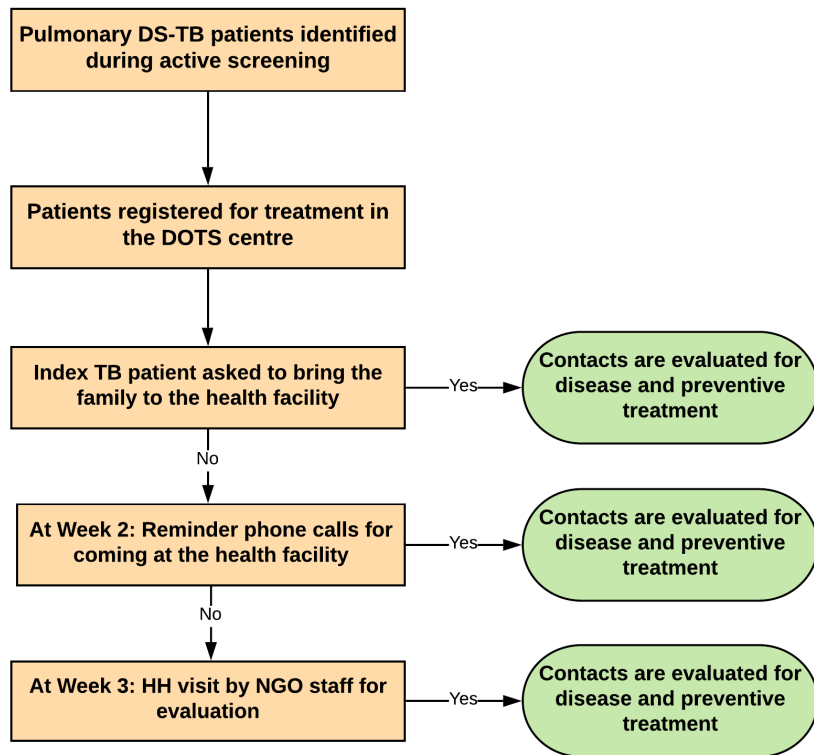 Pulmonary DS-TB patients identified
during active screening
Patients registered for treatment in
the DOTS centre
Index TB patient asked to bring the
family to the health facility
Yes
Contacts are evaluated for
disease and preventive
treatment
No
At Week 2: Reminder phone calls for
coming at the health facility
Yes
Contacts are evaluated for
disease and preventive
treatment
No
At Week 3: HH visit by NGO staff for
evaluation
Yes
Contacts are evaluated for
disease and preventive
treatment